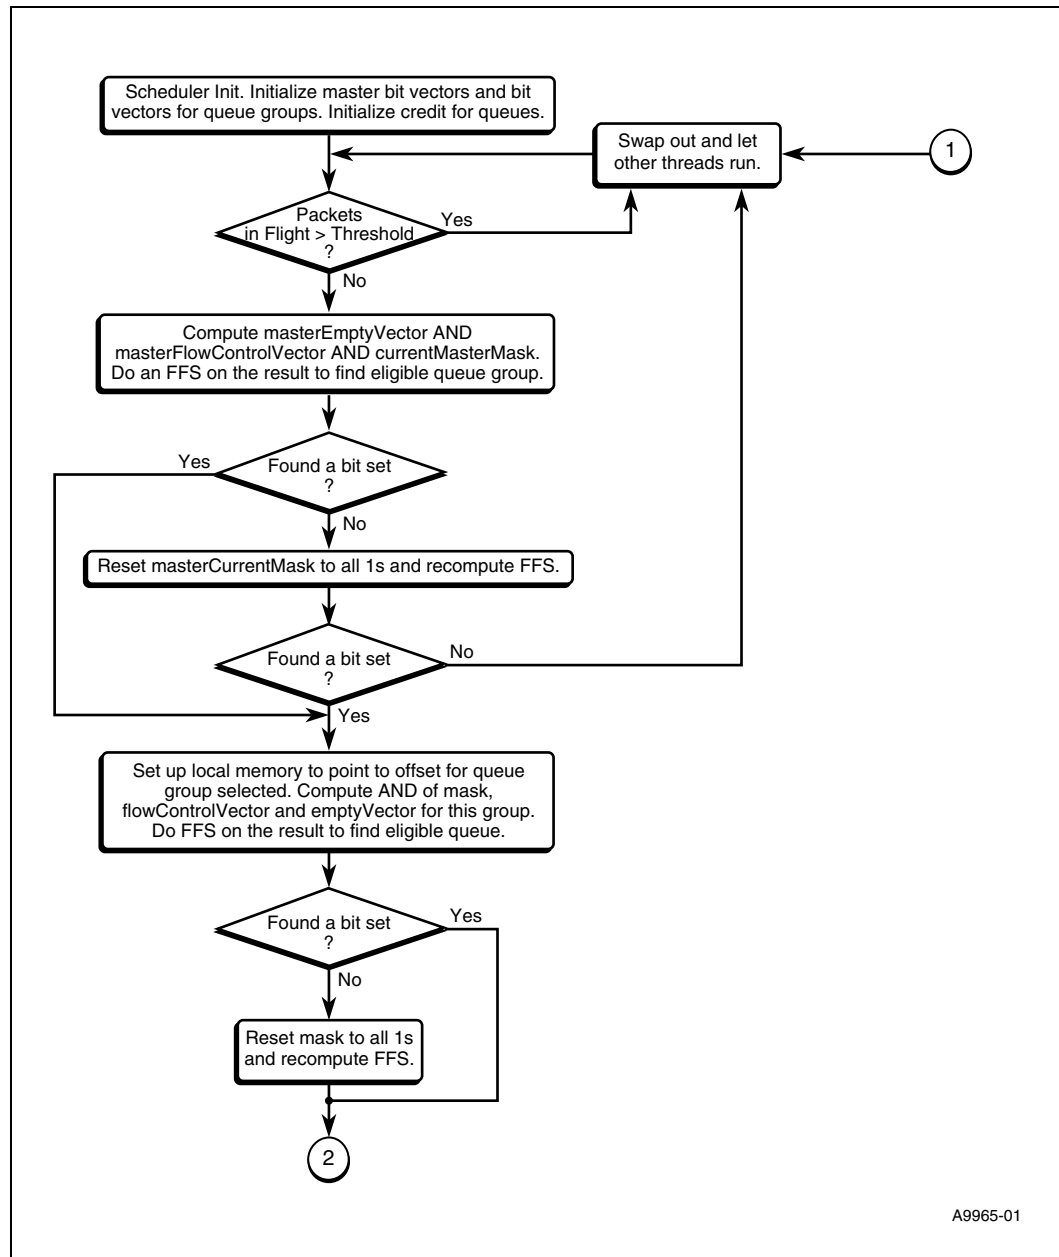 Scheduler Init. Initialize master bit vectors and bit
vectors for queue groups. Initialize credit for queues.
Swap out and let
other threads run.
1
Packets
in Flight > Threshold
?
Yes
No
Compute masterEmptyVector AND
masterFlowControlVector AND currentMasterMask.
Do an FFS on the result to find eligible queue group.
Yes
Found a bit set
?
No
Reset masterCurrentMask to all 1s and recompute FFS.
Found a bit set
?
No
Yes
Set up local memory to point to offset for queue
group selected. Compute AND of mask,
flowControlVector and emptyVector for this group.
Do FFS on the result to find eligible queue.
Found a bit set
?
Yes
No
Reset mask to all 1s
and recompute FFS.
2
A9965-01